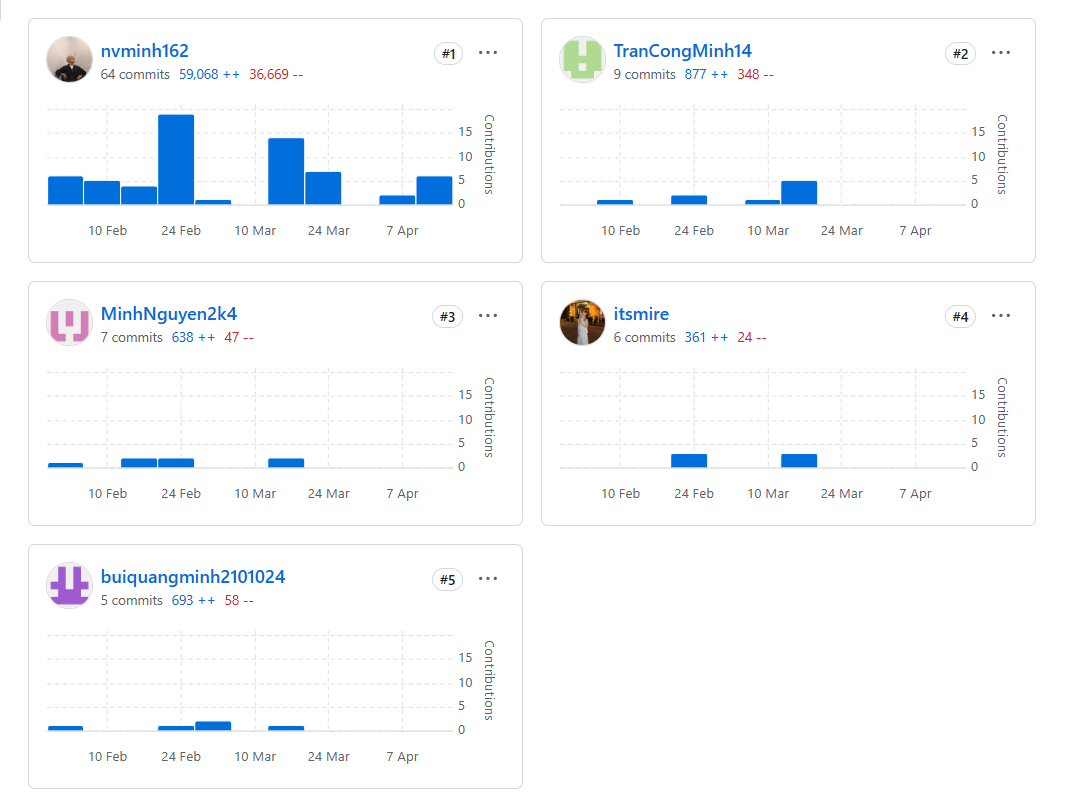 nvminh162 #1 ···
64 commits 59,068 ++ 36,669 --
Contributions
15
10
5
0
10 Feb 24 Feb 10 Mar 24 Mar 7 Apr
TranCongMinh14 #2 ···
9 commits 877 ++ 348 --
Contributions
15
10
5
0
10 Feb 24 Feb 10 Mar 24 Mar 7 Apr
MinhNguyen2k4 #3 ···
7 commits 638 ++ 47 --
Contributions
15
10
5
0
10 Feb 24 Feb 10 Mar 24 Mar 7 Apr
itsmire #4 ···
6 commits 361 ++ 24 --
Contributions
15
10
5
0
10 Feb 24 Feb 10 Mar 24 Mar 7 Apr
buiquangminh2101024 #5 ···
5 commits 693 ++ 58 --
Contributions
15
10
5
0
10 Feb 24 Feb 10 Mar 24 Mar 7 Apr